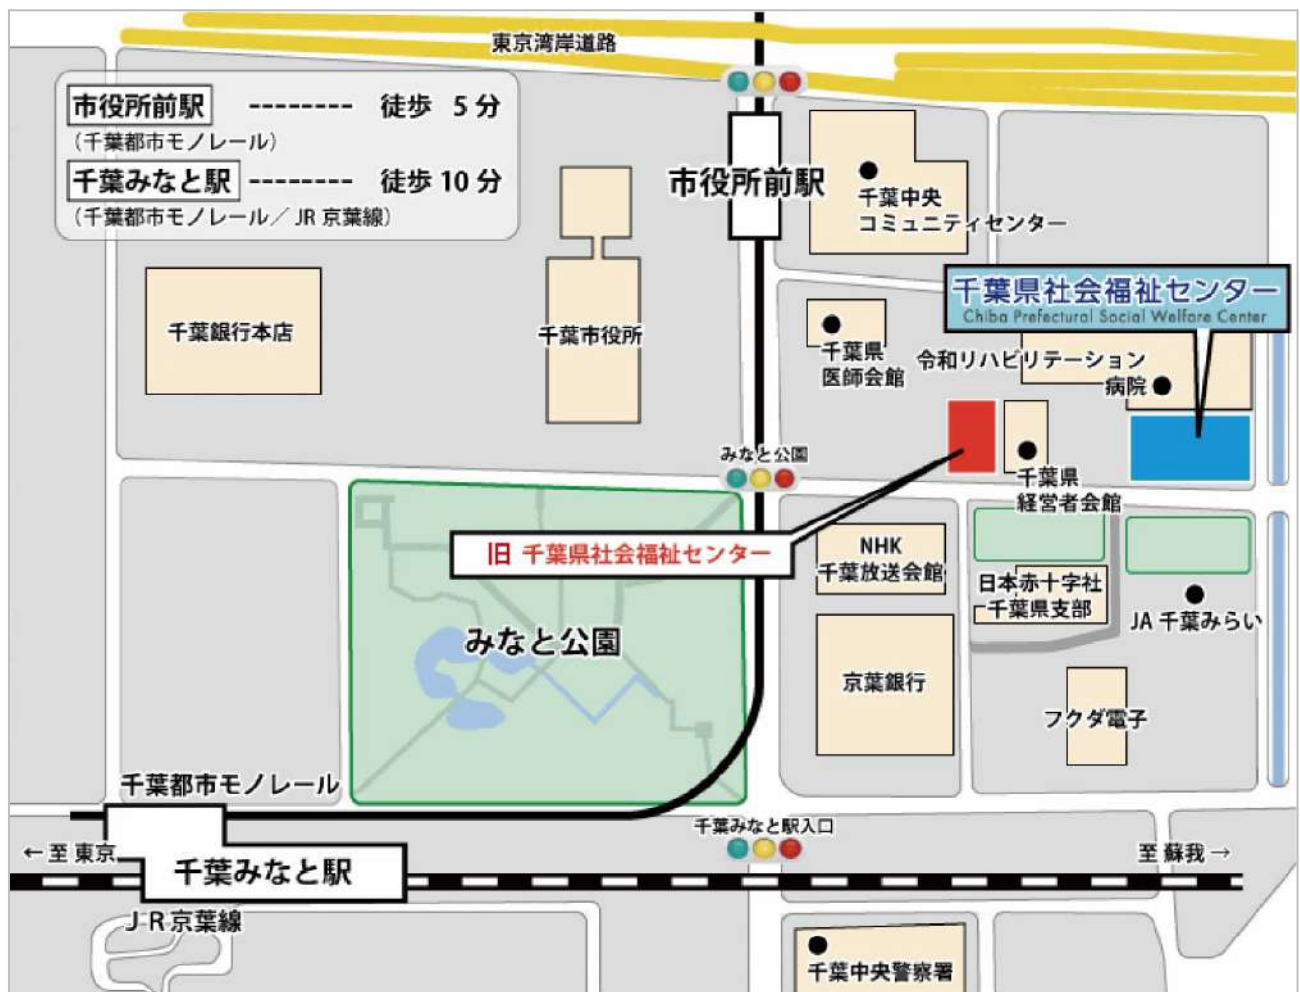 東京湾岸道路
市役所前駅 -------- 徒歩 5 分
（千葉都市モノレール）
千葉みなと駅 -------- 徒歩 10 分
（千葉都市モノレール／JR 京葉線）
市役所前駅
千葉中央
コミュニティセンター
千葉県社会福祉センター
Chiba Prefectural Social Welfare Center
千葉銀行本店
千葉市役所
千葉県
医師会館
令和リハビリテーション
病院
みなと公園
千葉県
経営者会館
旧 千葉県社会福祉センター
NHK
千葉放送会館
日本赤十字社
千葉県支部
JA 千葉みらい
みなと公園
京葉銀行
フクダ電子
千葉都市モノレール
千葉みなと駅入口
←至 東京
至 蘇我→
千葉みなと駅
ＪＲ京葉線
千葉中央警察署